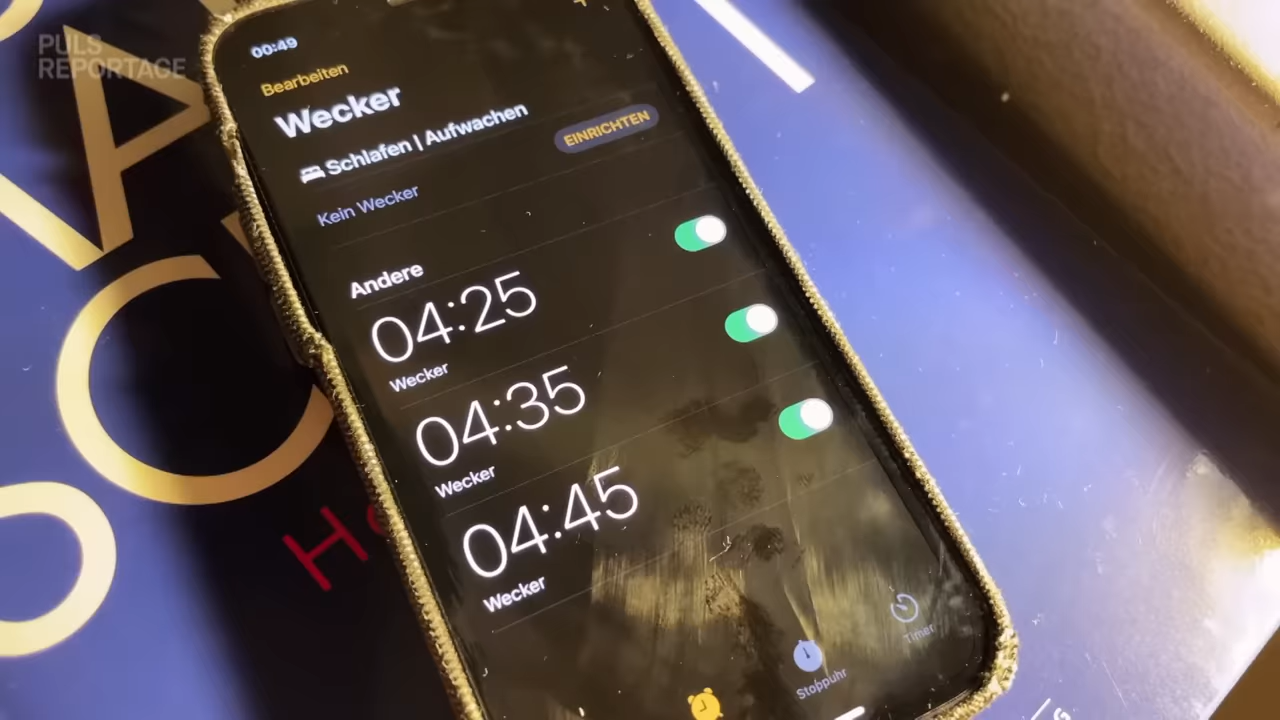 PULS
REPORTAGE
00:49
Bearbeiten
Wecker
Schlafen | Aufwachen
EINRICHTEN
Kein Wecker
Andere
04:25
Wecker
04:35
Wecker
04:45
Wecker
Stoppuhr
Timer